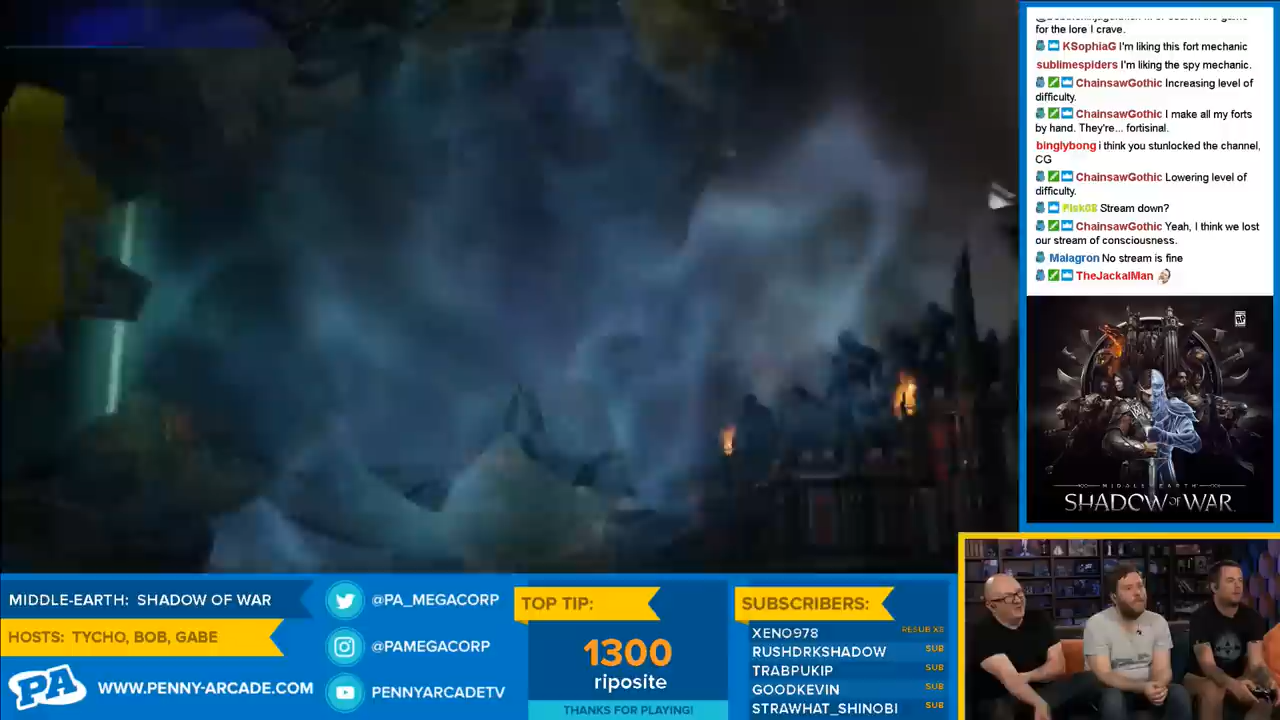 for the lore I crave.
KSophiaG I'm liking this fort mechanic
sublimespiders I'm liking the spy mechanic.
ChainsawGothic Increasing level of
difficulty.
ChainsawGothic I make all my forts
by hand. They're... fortisinal.
binglybong i think you stunlocked the channel,
CG
ChainsawGothic Lowering level of
difficulty.
Fisk08 Stream down?
ChainsawGothic Yeah, I think we lost
our stream of consciousness.
Malagron No stream is fine
TheJackalMan
MIDDLE-EARTH
SHADOW OF WAR
MIDDLE-EARTH: SHADOW OF WAR
HOSTS: TYCHO, BOB, GABE
PA
WWW.PENNY-ARCADE.COM
@PA_MEGACORP
@PAMEGACORP
PENNYARCADETV
TOP TIP:
1300
riposite
THANKS FOR PLAYING!
SUBSCRIBERS:
XENO978 RESUB X8
RUSHDRKSHADOW SUB
TRABPUKIP SUB
GOODKEVIN SUB
STRAWHAT_SHINOBI SUB